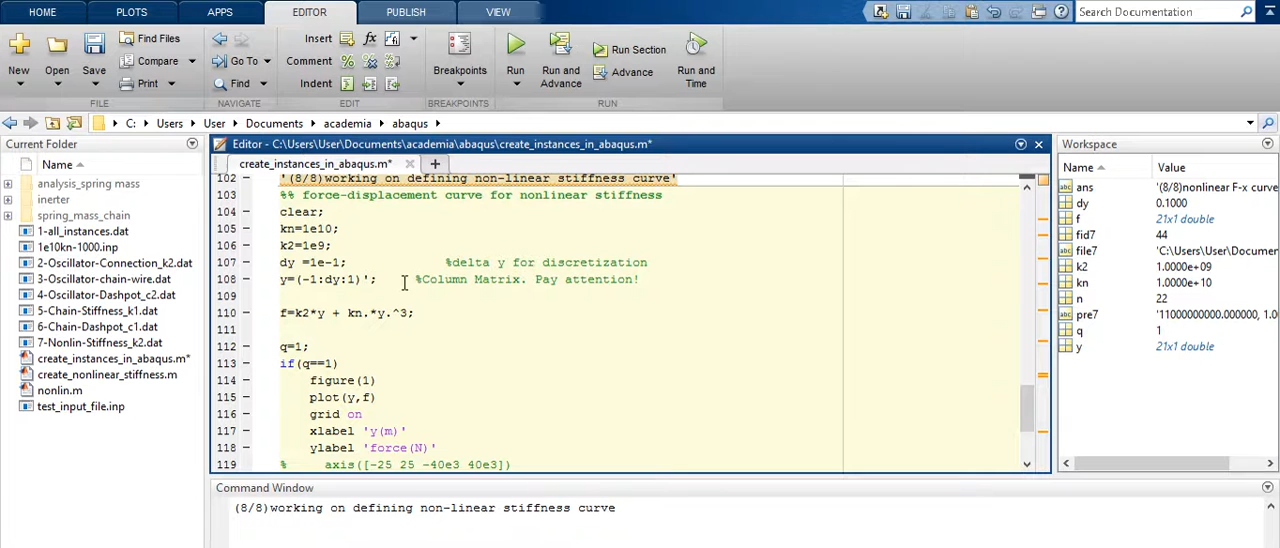 HOME PLOTS APPS EDITOR PUBLISH VIEW Search Documentation
New Open Save Find Files Compare Print
Go To Find
Insert fx
Comment
Indent
Breakpoints
Run Run and Advance Run Section Advance Run and Time
FILE NAVIGATE EDIT BREAKPOINTS RUN
C: ▸ Users ▸ User ▸ Documents ▸ academia ▸ abaqus ▸
Current Folder
Name
analysis_spring mass
inerter
spring_mass_chain
1-all_instances.dat
1e10kn-1000.inp
2-Oscillator-Connection_k2.dat
3-Oscillator-chain-wire.dat
4-Oscillator-Dashpot_c2.dat
5-Chain-Stiffness_k1.dat
6-Chain-Dashpot_c1.dat
7-Nonlin-Stiffness_k2.dat
create_instances_in_abaqus.m*
create_nonlinear_stiffness.m
nonlin.m
test_input_file.inp
Editor - C:\Users\User\Documents\academia\abaqus\create_instances_in_abaqus.m*
create_instances_in_abaqus.m*
102 – '(8/8)working on defining non-linear stiffness curve'
103 – %% force-displacement curve for nonlinear stiffness
104 – clear;
105 – kn=1e10;
106 – k2=1e9;
107 – dy =1e-1; %delta y for discretization
108 – y=(-1:dy:1)'; %Column Matrix. Pay attention!
109 –
110 – f=k2*y + kn.*y.^3;
111 –
112 – q=1;
113 – if(q==1)
114 – figure(1)
115 – plot(y,f)
116 – grid on
117 – xlabel 'y(m)'
118 – ylabel 'force(N)'
119 % axis([-25 25 -40e3 40e3])
Workspace
Name Value
ans '(8/8)nonlinear F-x curve
dy 0.1000
f 21x1 double
fid7 44
file7 'C:\Users\User\Documen
k2 1.0000e+09
kn 1.0000e+10
n 22
pre7 '11000000000.000000, 1.0
q 1
y 21x1 double
Command Window
(8/8)working on defining non-linear stiffness curve